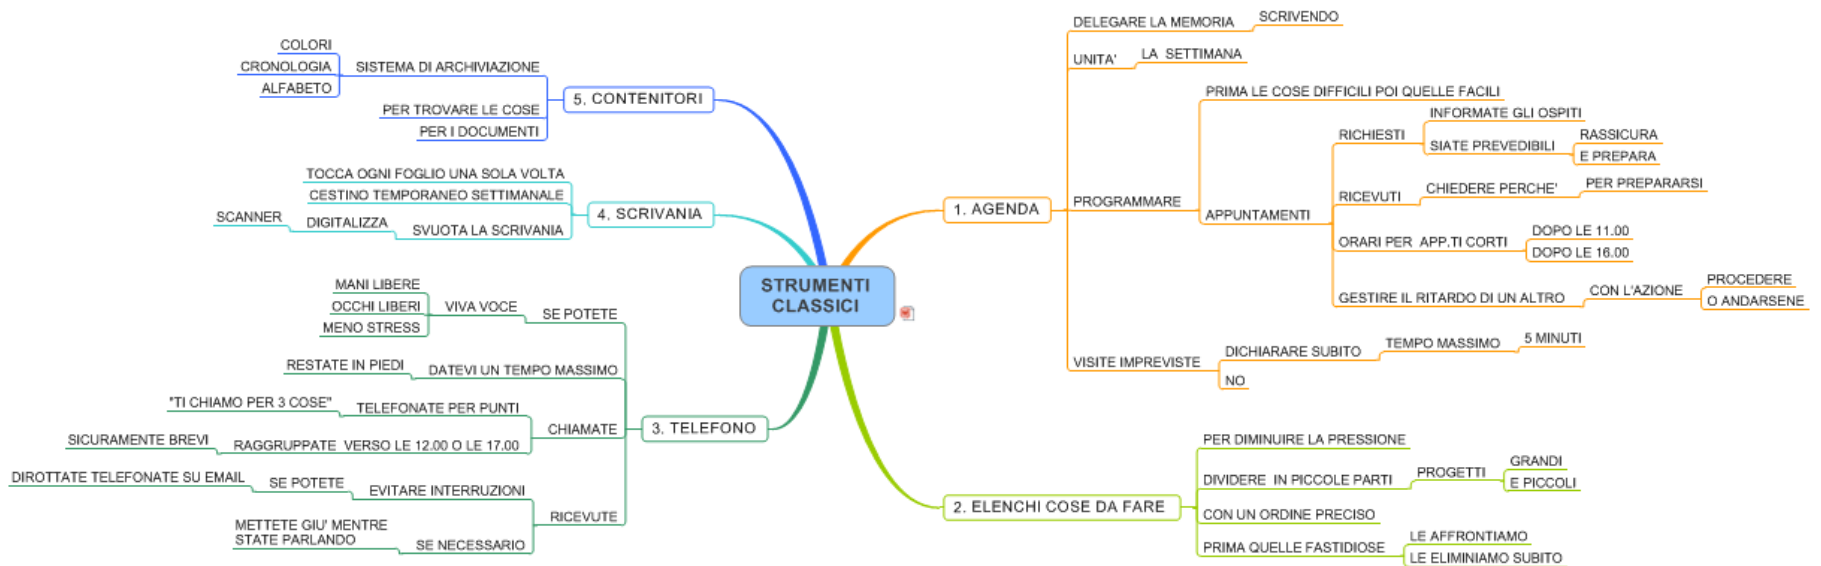 STRUMENTI
CLASSICI
1. AGENDA
DELEGARE LA MEMORIA
SCRIVENDO
UNITA'
LA  SETTIMANA
PROGRAMMARE
PRIMA LE COSE DIFFICILI POI QUELLE FACILI
APPUNTAMENTI
RICHIESTI
INFORMATE GLI OSPITI
SIATE PREVEDIBILI
RASSICURA
E PREPARA
RICEVUTI
CHIEDERE PERCHE'
PER PREPARARSI
ORARI PER  APP.TI CORTI
DOPO LE 11.00
DOPO LE 16.00
GESTIRE IL RITARDO DI UN ALTRO
CON L'AZIONE
PROCEDERE
O ANDARSENE
VISITE IMPREVISTE
DICHIARARE SUBITO
TEMPO MASSIMO
5 MINUTI
NO
2. ELENCHI COSE DA FARE
PER DIMINUIRE LA PRESSIONE
DIVIDERE  IN PICCOLE PARTI
PROGETTI
GRANDI
E PICCOLI
CON UN ORDINE PRECISO
PRIMA QUELLE FASTIDIOSE
LE AFFRONTIAMO
LE ELIMINIAMO SUBITO
3. TELEFONO
SE POTETE
VIVA VOCE
MANI LIBERE
OCCHI LIBERI
MENO STRESS
DATEVI UN TEMPO MASSIMO
RESTATE IN PIEDI
CHIAMATE
TELEFONATE PER PUNTI
"TI CHIAMO PER 3 COSE"
RAGGRUPPATE  VERSO LE 12.00 O LE 17.00
SICURAMENTE BREVI
RICEVUTE
EVITARE INTERRUZIONI
SE POTETE
DIROTTATE TELEFONATE SU EMAIL
SE NECESSARIO
METTETE GIU' MENTRE
STATE PARLANDO
4. SCRIVANIA
TOCCA OGNI FOGLIO UNA SOLA VOLTA
CESTINO TEMPORANEO SETTIMANALE
SVUOTA LA SCRIVANIA
DIGITALIZZA
SCANNER
5. CONTENITORI
SISTEMA DI ARCHIVIAZIONE
COLORI
CRONOLOGIA
ALFABETO
PER TROVARE LE COSE
PER I DOCUMENTI